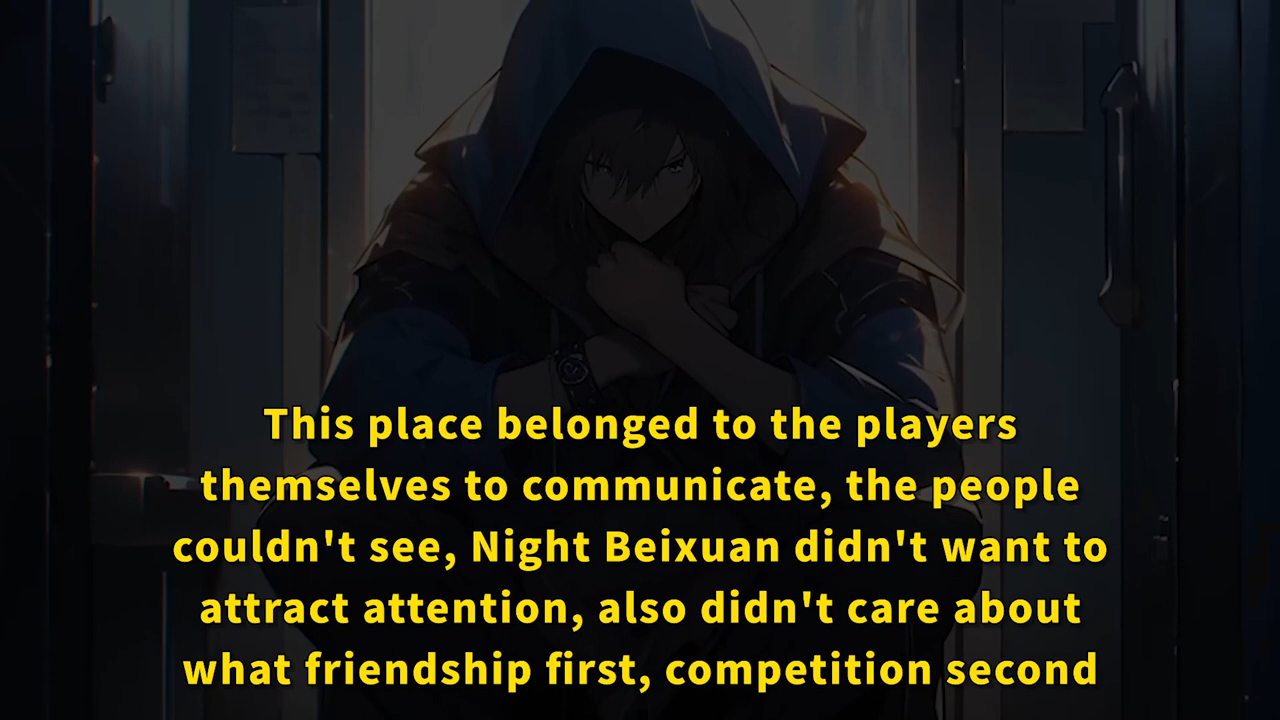 This place belonged to the players
themselves to communicate, the people
couldn't see, Night Beixuan didn't want to
attract attention, also didn't care about
what friendship first, competition second